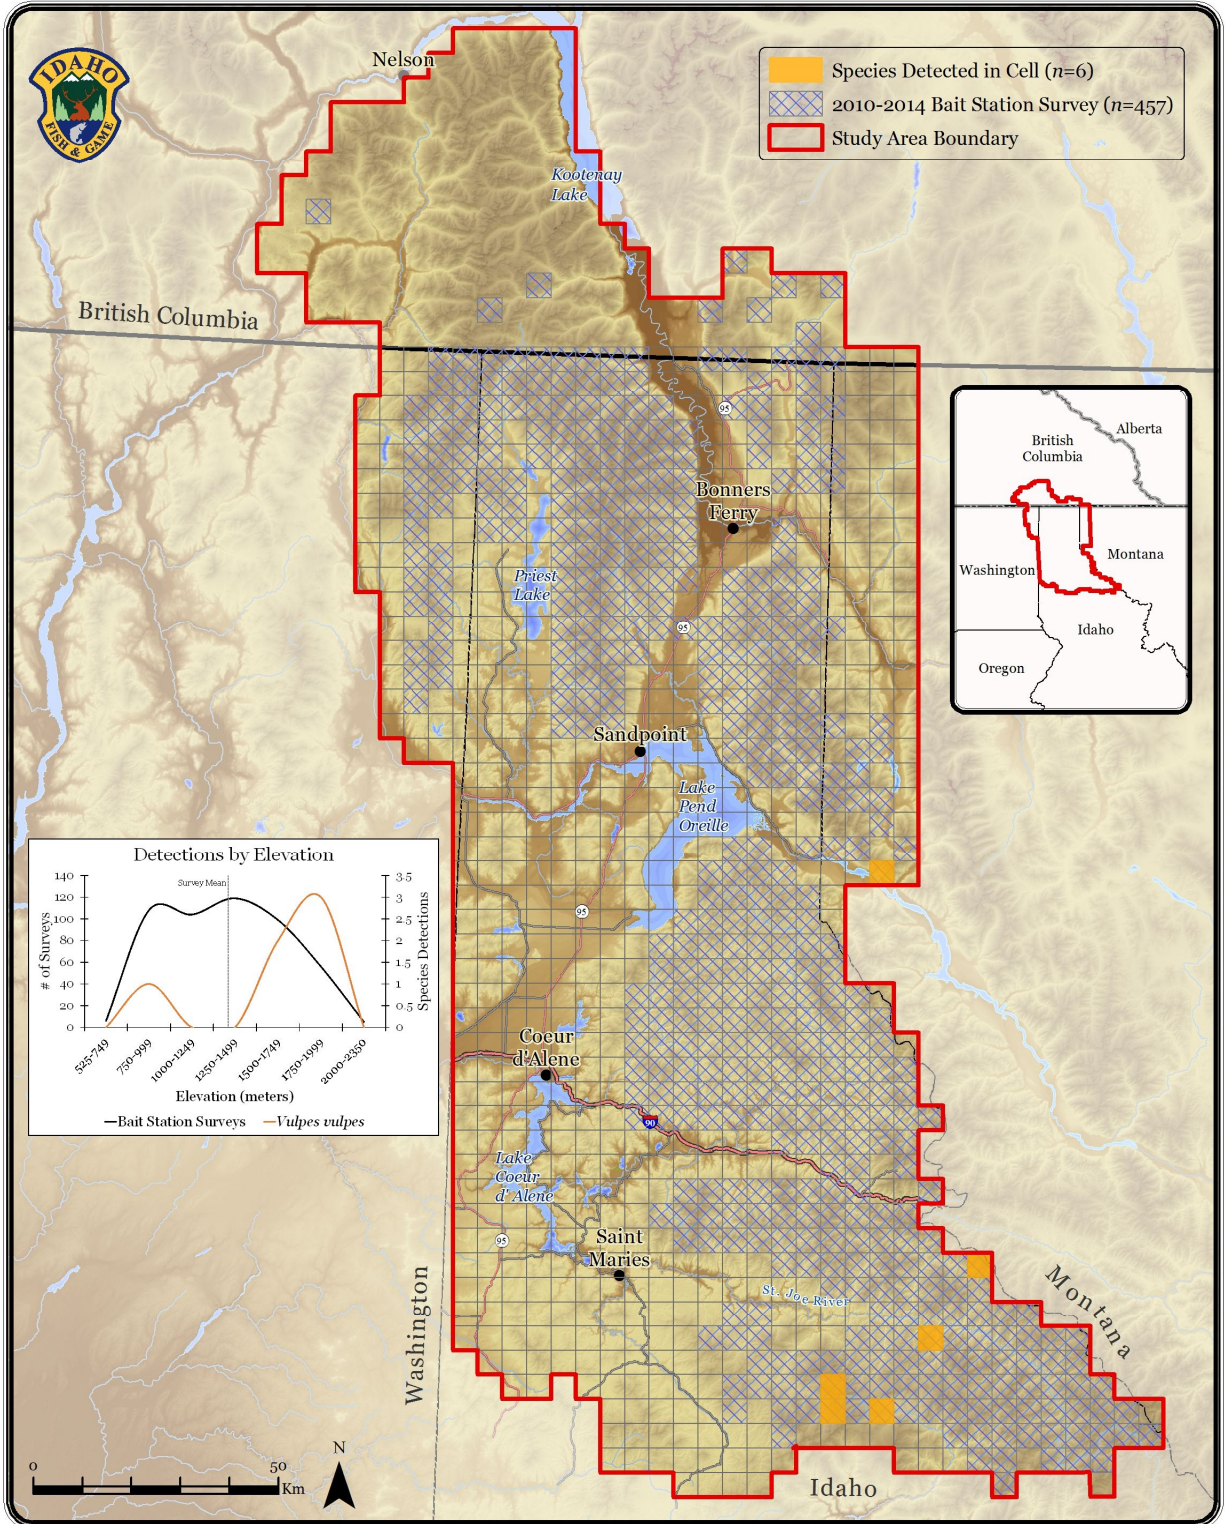 IDAHO
FISH & GAME
Nelson
Species Detected in Cell (n=6)
2010-2014 Bait Station Survey (n=457)
Study Area Boundary
Kootenay
Lake
British Columbia
95
Bonners
Ferry
Priest
Lake
95
Sandpoint
Lake
Pend
Oreille
95
Coeur
d'Alene
90
Lake
Coeur
d' Alene
95
Saint
Maries
St. Joe River
Montana
Washington
Idaho
Alberta
British
Columbia
Washington
Montana
Idaho
Oregon
Detections by Elevation
Survey Mean
# of Surveys
140
120
100
80
60
40
20
0
Species Detections
3.5
3
2.5
2
1.5
1
0.5
0
525-749
750-999
1000-1249
1250-1499
1500-1749
1750-1999
2000-2350
Elevation (meters)
Bait Station Surveys
Vulpes vulpes
0
50
Km
N